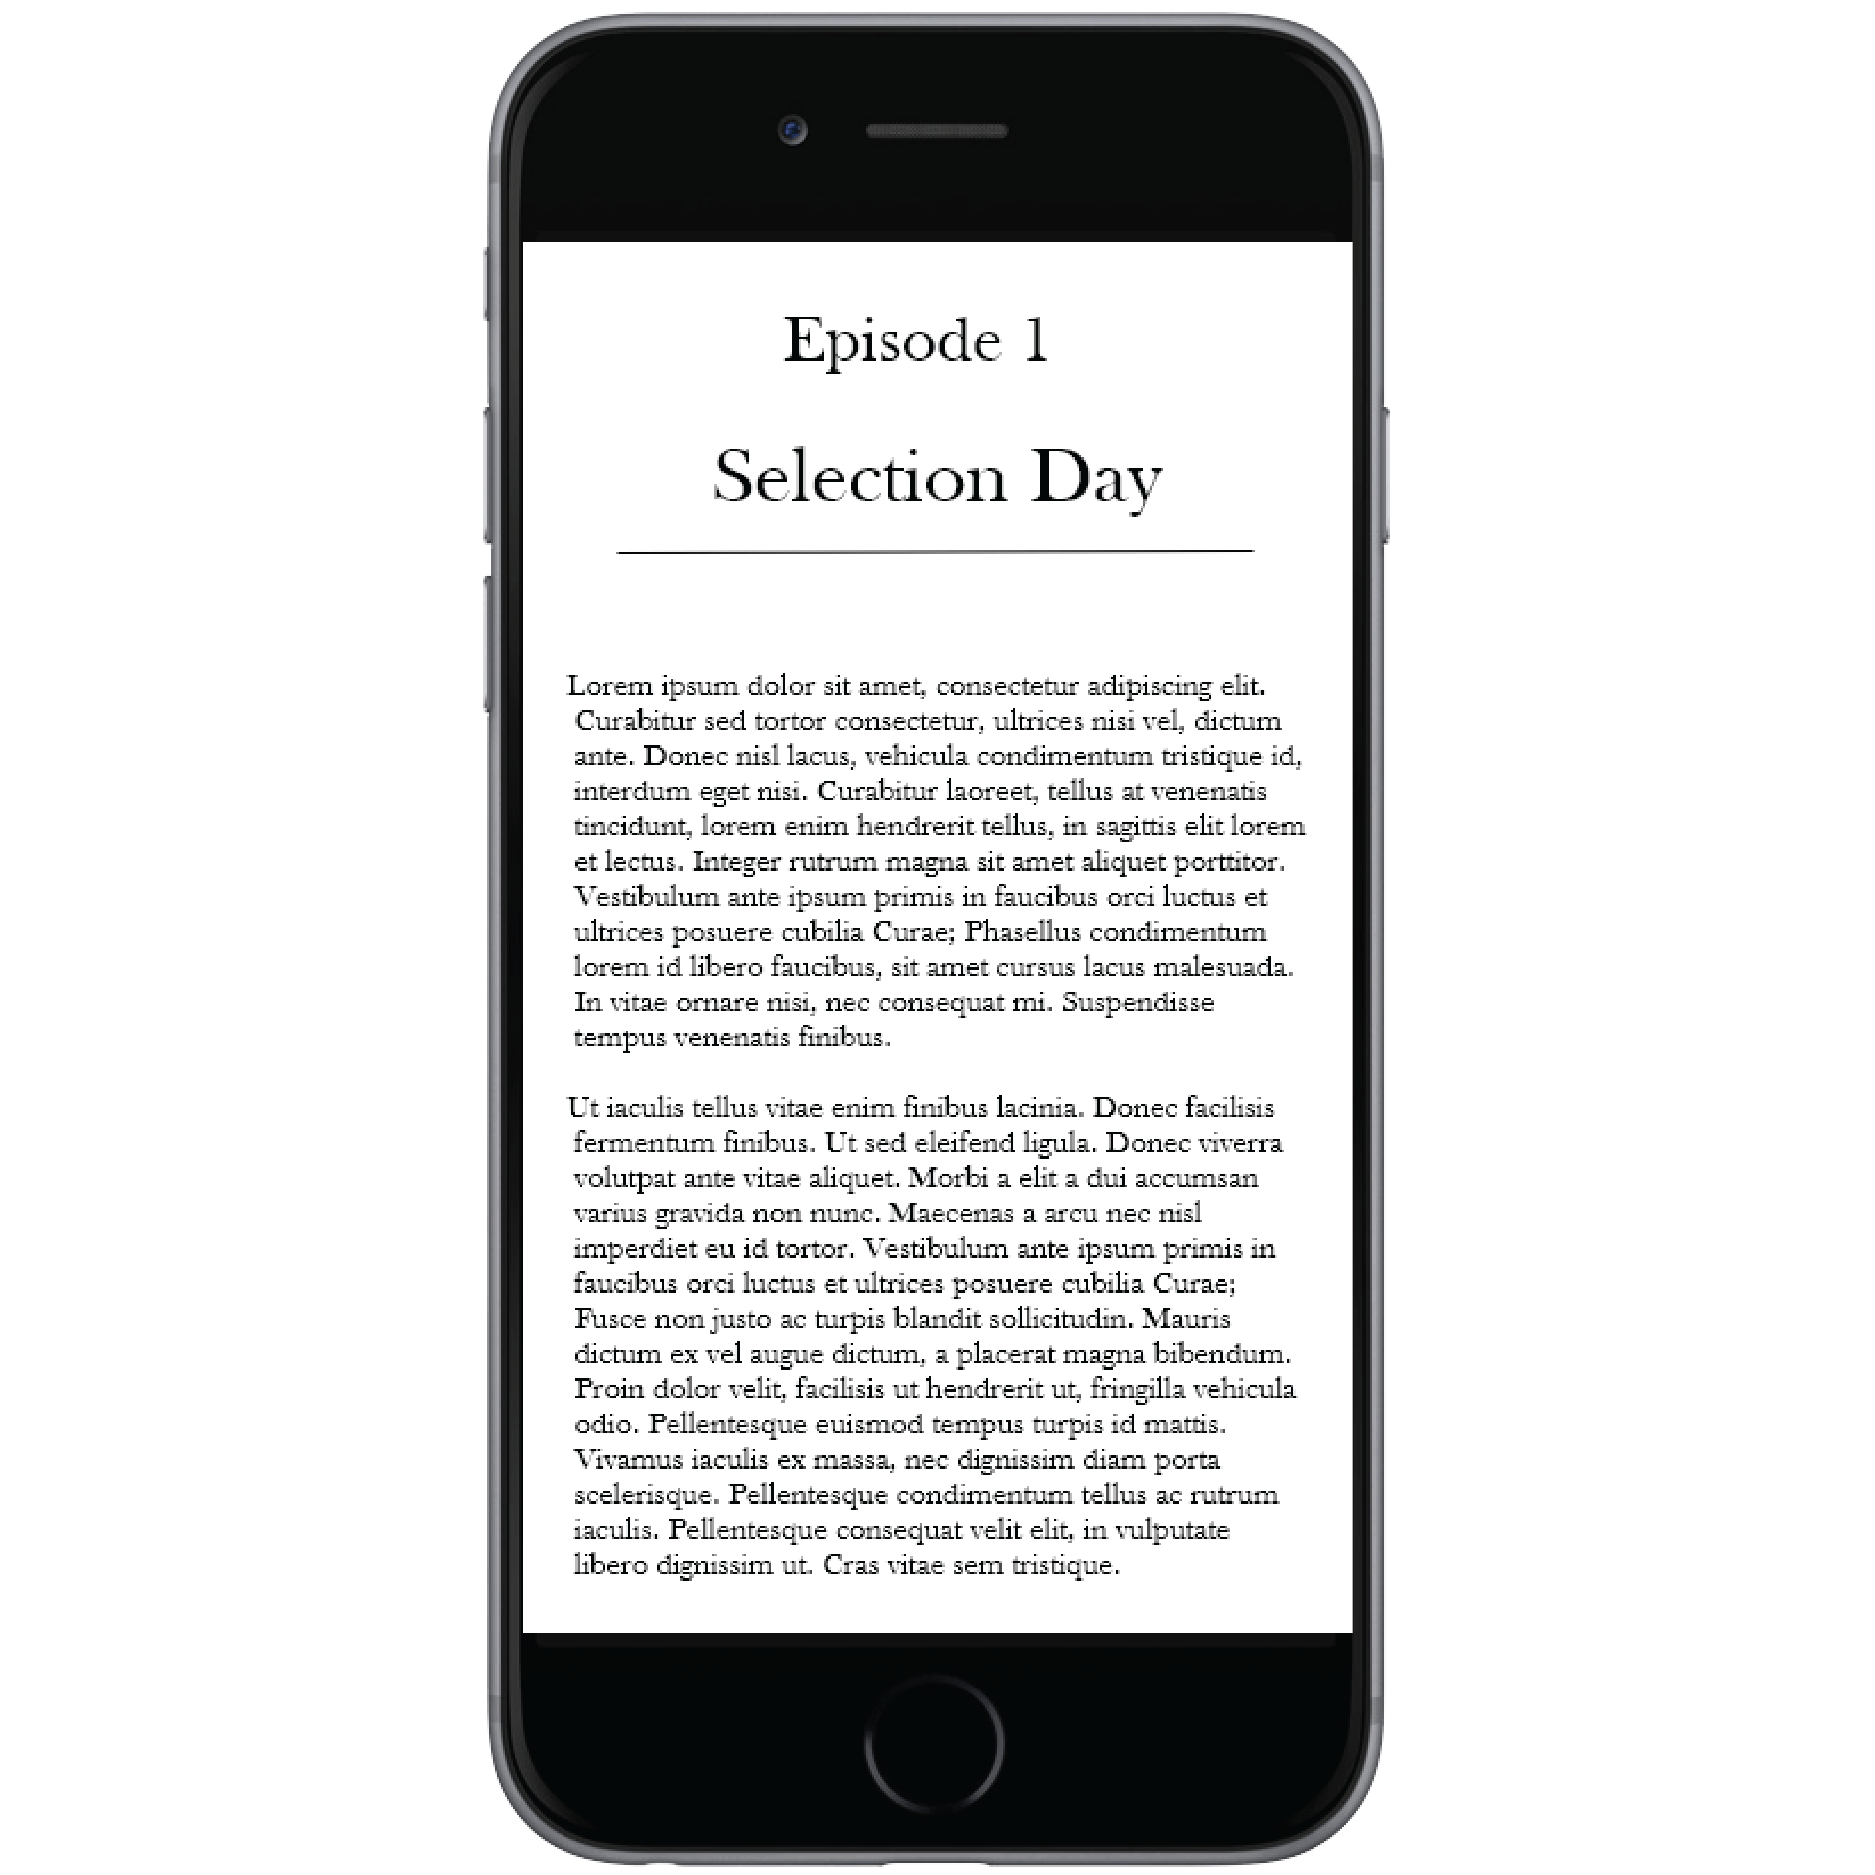 Episode 1
Selection Day
Lorem ipsum dolor sit amet, consectetur adipiscing elit.
Curabitur sed tortor consectetur, ultrices nisi vel, dictum
ante. Donec nisl lacus, vehicula condimentum tristique id,
interdum eget nisi. Curabitur laoreet, tellus at venenatis
tincidunt, lorem enim hendrerit tellus, in sagittis elit lorem
et lectus. Integer rutrum magna sit amet aliquet porttitor.
Vestibulum ante ipsum primis in faucibus orci luctus et
ultrices posuere cubilia Curae; Phasellus condimentum
lorem id libero faucibus, sit amet cursus lacus malesuada.
In vitae ornare nisi, nec consequat mi. Suspendisse
tempus venenatis finibus.
Ut iaculis tellus vitae enim finibus lacinia. Donec facilisis
fermentum finibus. Ut sed eleifend ligula. Donec viverra
volutpat ante vitae aliquet. Morbi a elit a dui accumsan
varius gravida non nunc. Maecenas a arcu nec nisl
imperdiet eu id tortor. Vestibulum ante ipsum primis in
faucibus orci luctus et ultrices posuere cubilia Curae;
Fusce non justo ac turpis blandit sollicitudin. Mauris
dictum ex vel augue dictum, a placerat magna bibendum.
Proin dolor velit, facilisis ut hendrerit ut, fringilla vehicula
odio. Pellentesque euismod tempus turpis id mattis.
Vivamus iaculis ex massa, nec dignissim diam porta
scelerisque. Pellentesque condimentum tellus ac rutrum
iaculis. Pellentesque consequat velit elit, in vulputate
libero dignissim ut. Cras vitae sem tristique.